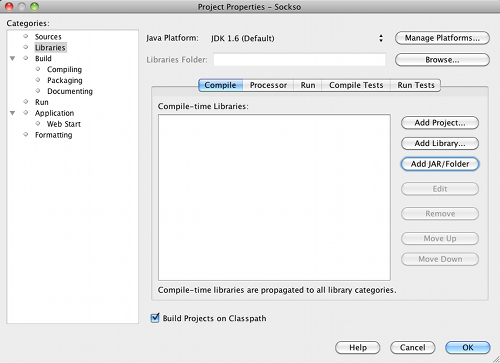 Project Properties - Sockso
Categories:
Sources
Libraries
Build
Compiling
Packaging
Documenting
Run
Application
Web Start
Formatting
Java Platform: JDK 1.6 (Default) Manage Platforms...
Libraries Folder: Browse...
Compile Processor Run Compile Tests Run Tests
Compile-time Libraries:
Add Project...
Add Library...
Add JAR/Folder
Edit
Remove
Move Up
Move Down
Compile-time libraries are propagated to all library categories.
Build Projects on Classpath
Help Cancel OK